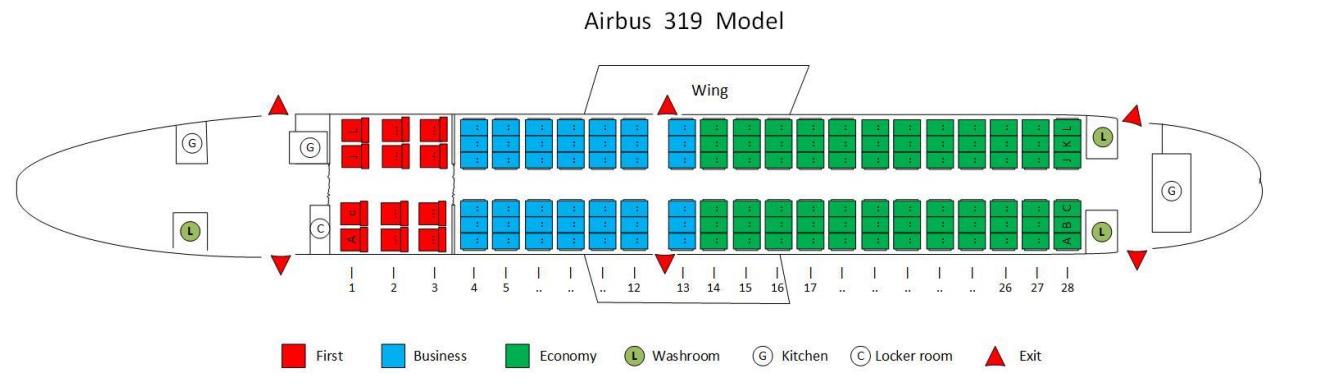 Airbus 319 Model
Wing
G
G
L
C
L
L
G
L
J
C
A
L
K
J
C
B
A
1 2 3 4 5 .. .. .. 12 13 14 15 16 17 .. .. .. .. .. 26 27 28
First Business Economy L Washroom G Kitchen C Locker room Exit